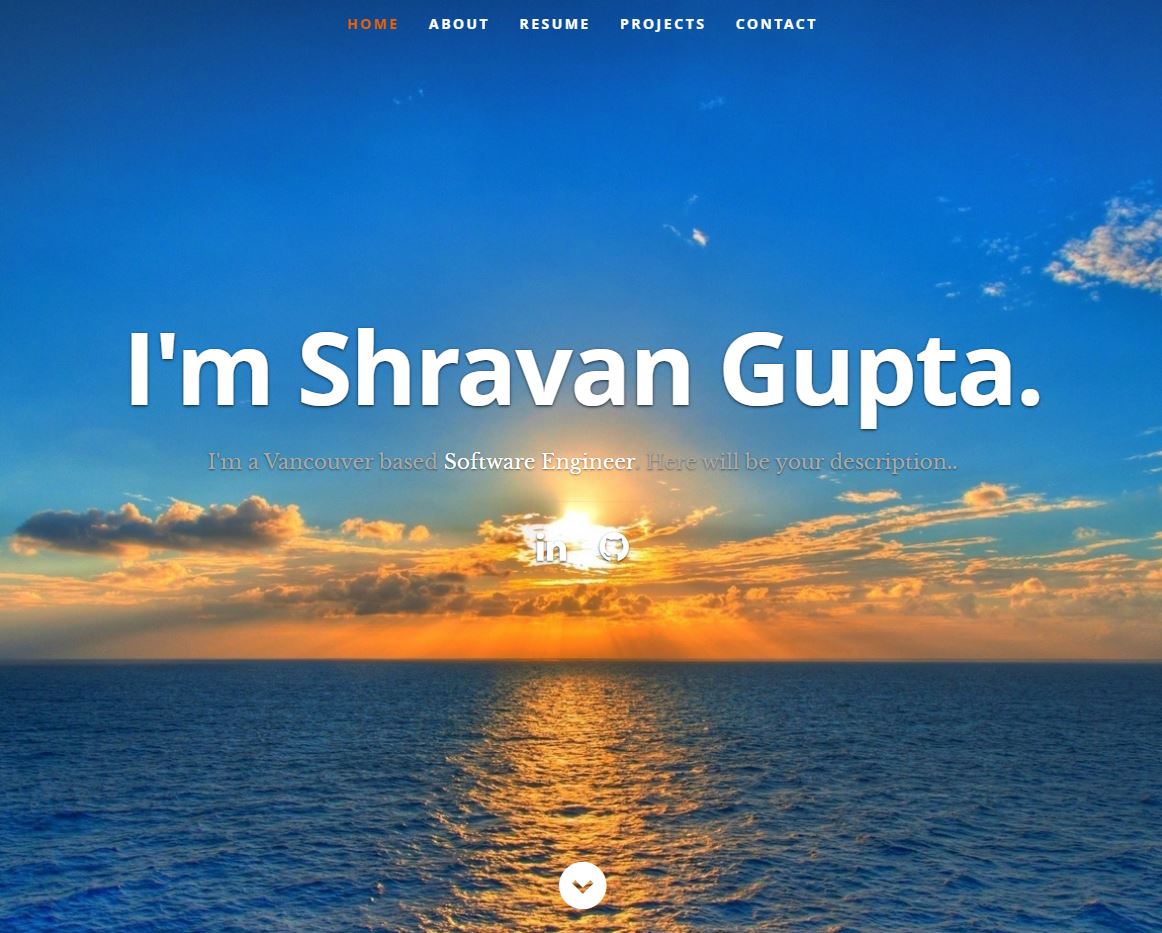 HOME ABOUT RESUME PROJECTS CONTACT
I'm Shravan Gupta.
I'm a Vancouver based Software Engineer. Here will be your description..
in